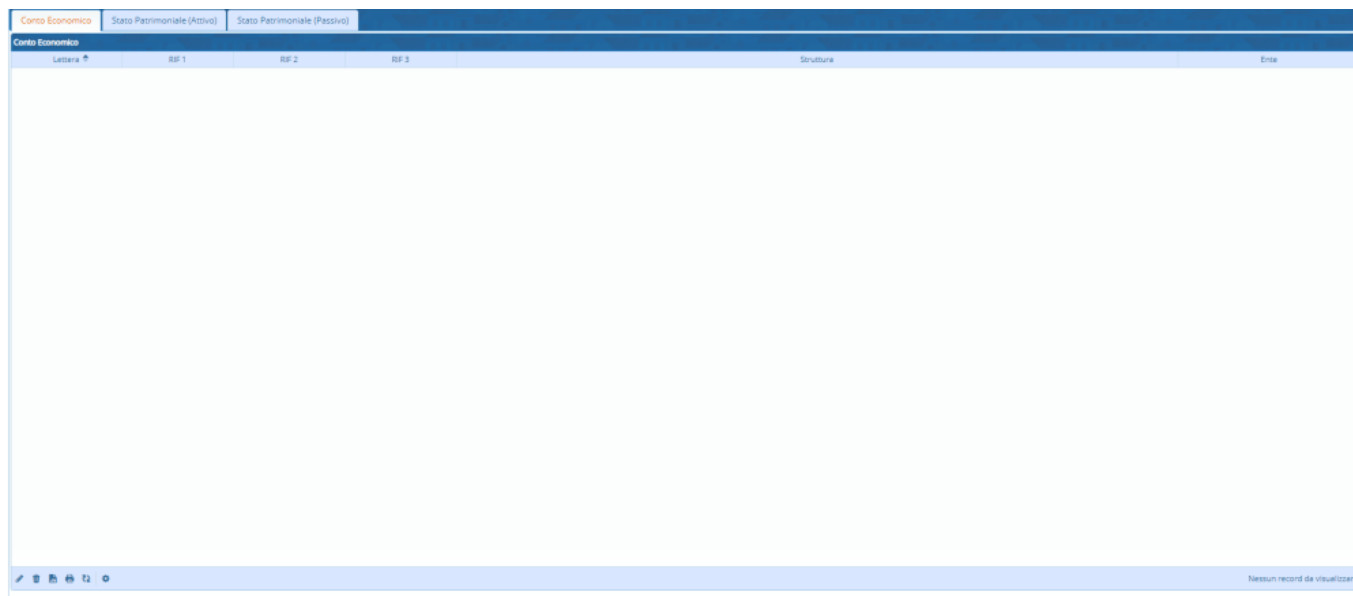 Conto Economico Stato Patrimoniale (Attivo) Stato Patrimoniale (Passivo)
Conto Economico
Lettera RIF 1 RIF 2 RIF 3 Struttura Ente
Nessun record da visualizzar